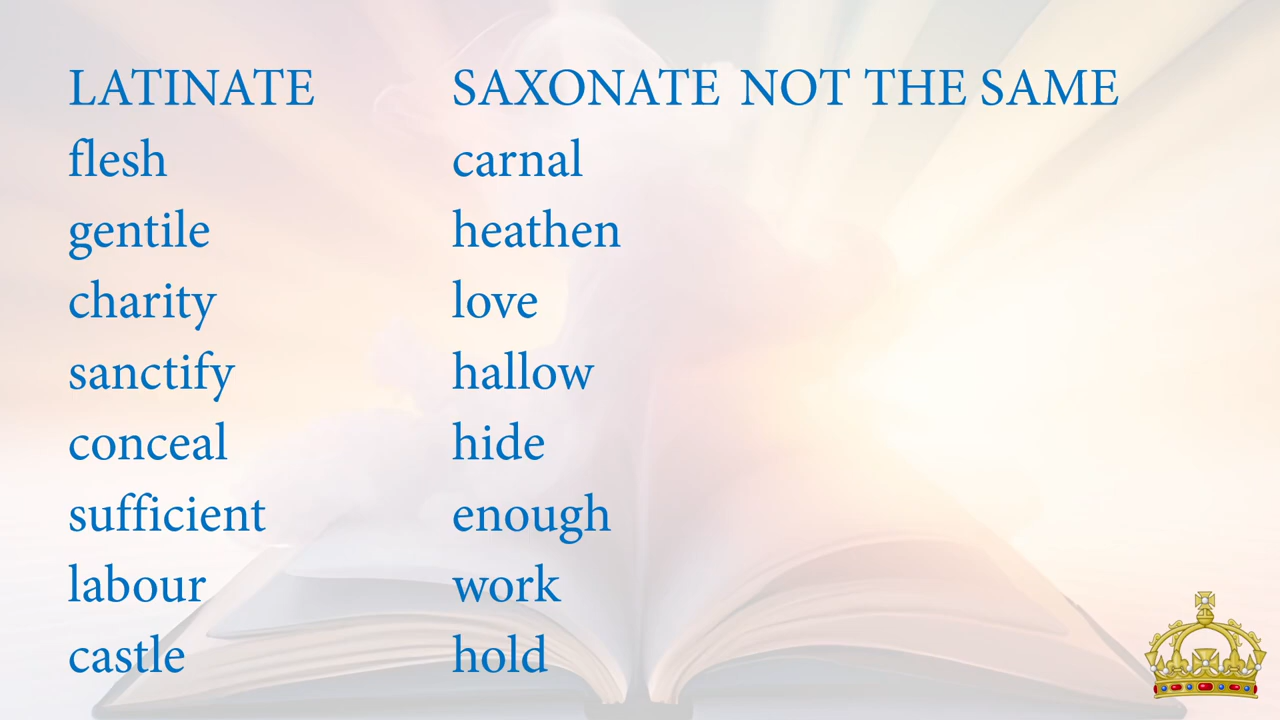 LATINATE SAXONATE NOT THE SAME
flesh carnal
gentile heathen
charity love
sanctify hallow
conceal hide
sufficient enough
labour work
castle hold